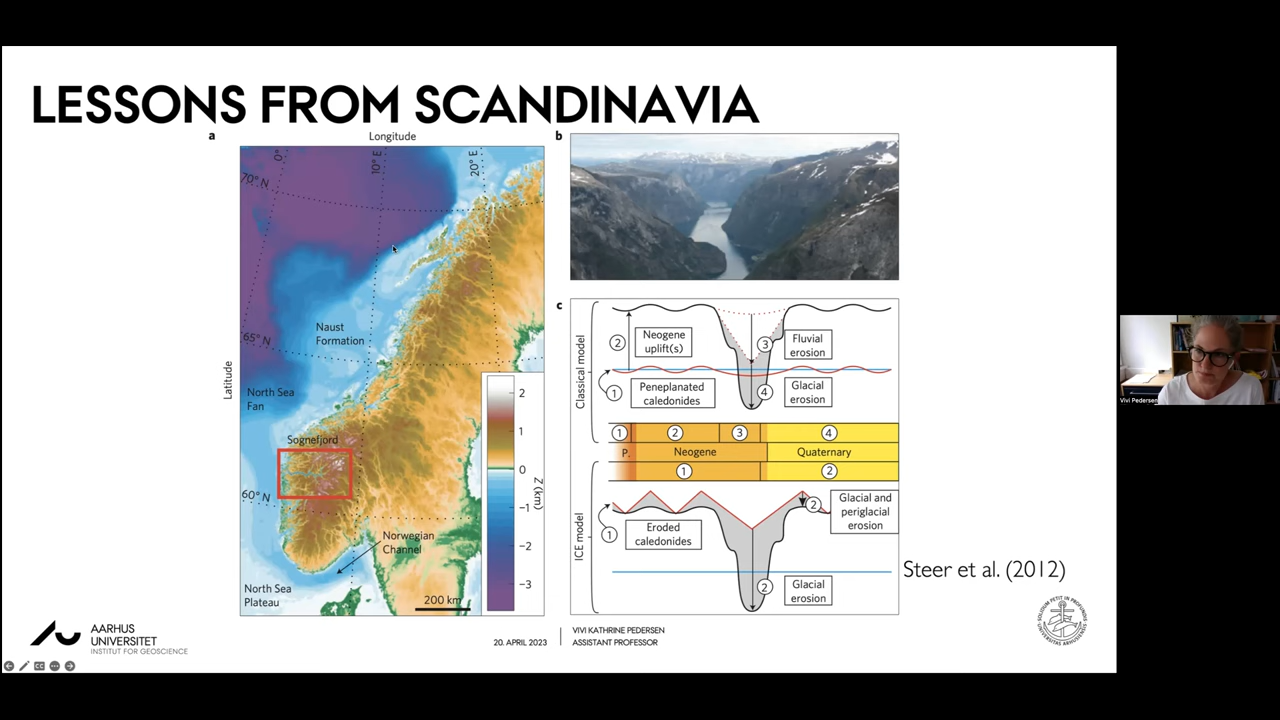 LESSONS FROM SCANDINAVIA
a
Longitude
0°
10° E
20° E
70° N
65° N
60° N
Latitude
Naust
Formation
North Sea
Fan
Sognefjord
Norwegian
Channel
North Sea
Plateau
200 km
2
1
0
−1
−2
−3
Z (km)
b
c
Classical model
2
Neogene
uplift(s)
1
Peneplanated
caledonides
3
Fluvial
erosion
4
Glacial
erosion
1
2
3
4
P.
Neogene
Quaternary
1
2
ICE model
1
Eroded
caledonides
2
Glacial and
periglacial
erosion
2
Glacial
erosion
Steer et al. (2012)
AARHUS
UNIVERSITET
INSTITUT FOR GEOSCIENCE
20. APRIL 2023
VIVI KATHRINE PEDERSEN
ASSISTANT PROFESSOR
Vivi Pedersen